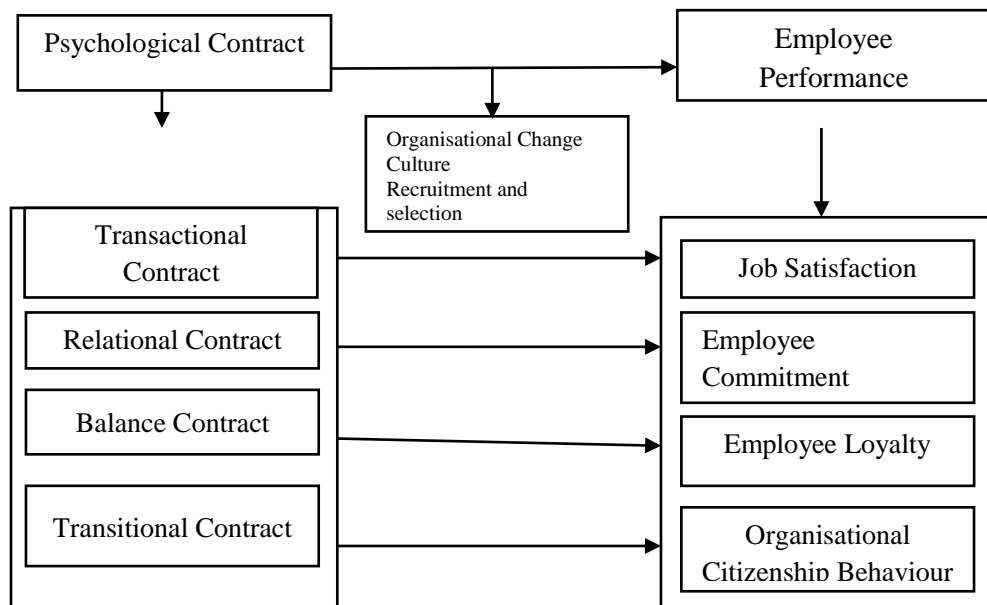 Psychological Contract
Employee
Performance
Organisational Change
Culture
Recruitment and
selection
Transactional
Contract
Relational Contract
Balance Contract
Transitional Contract
Job Satisfaction
Employee
Commitment
Employee Loyalty
Organisational
Citizenship Behaviour